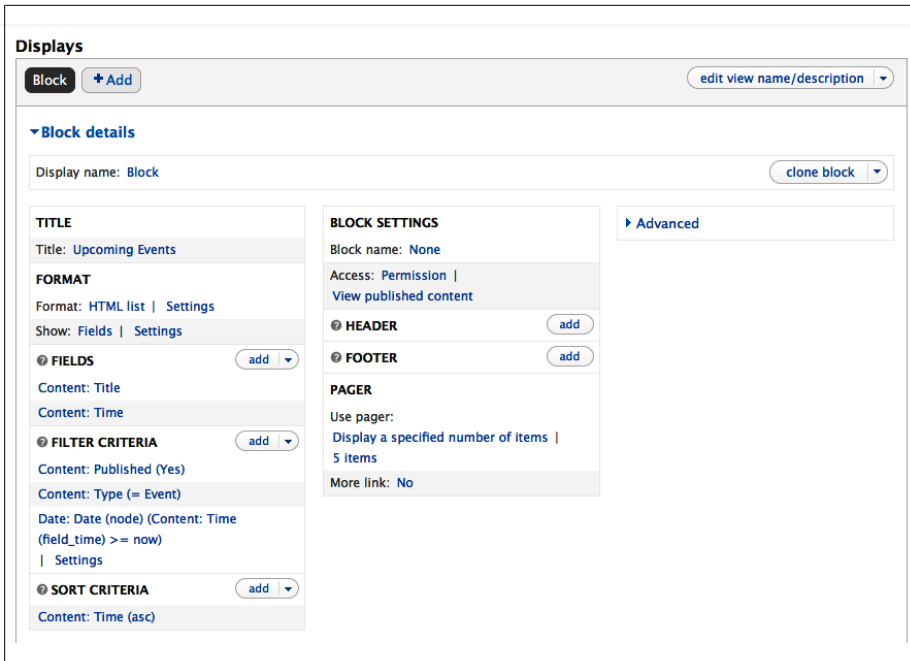 Displays
Block
+Add
edit view name/description
Block details
Display name: Block
clone block
TITLE
Title: Upcoming Events
FORMAT
Format: HTML list | Settings
Show: Fields | Settings
FIELDS
add
Content: Title
Content: Time
FILTER CRITERIA
add
Content: Published (Yes)
Content: Type (= Event)
Date: Date (node) (Content: Time
(field_time) >= now)
| Settings
SORT CRITERIA
add
Content: Time (asc)
BLOCK SETTINGS
Block name: None
Access: Permission |
View published content
HEADER
add
FOOTER
add
PAGER
Use pager:
Display a specified number of items |
5 items
More link: No
Advanced